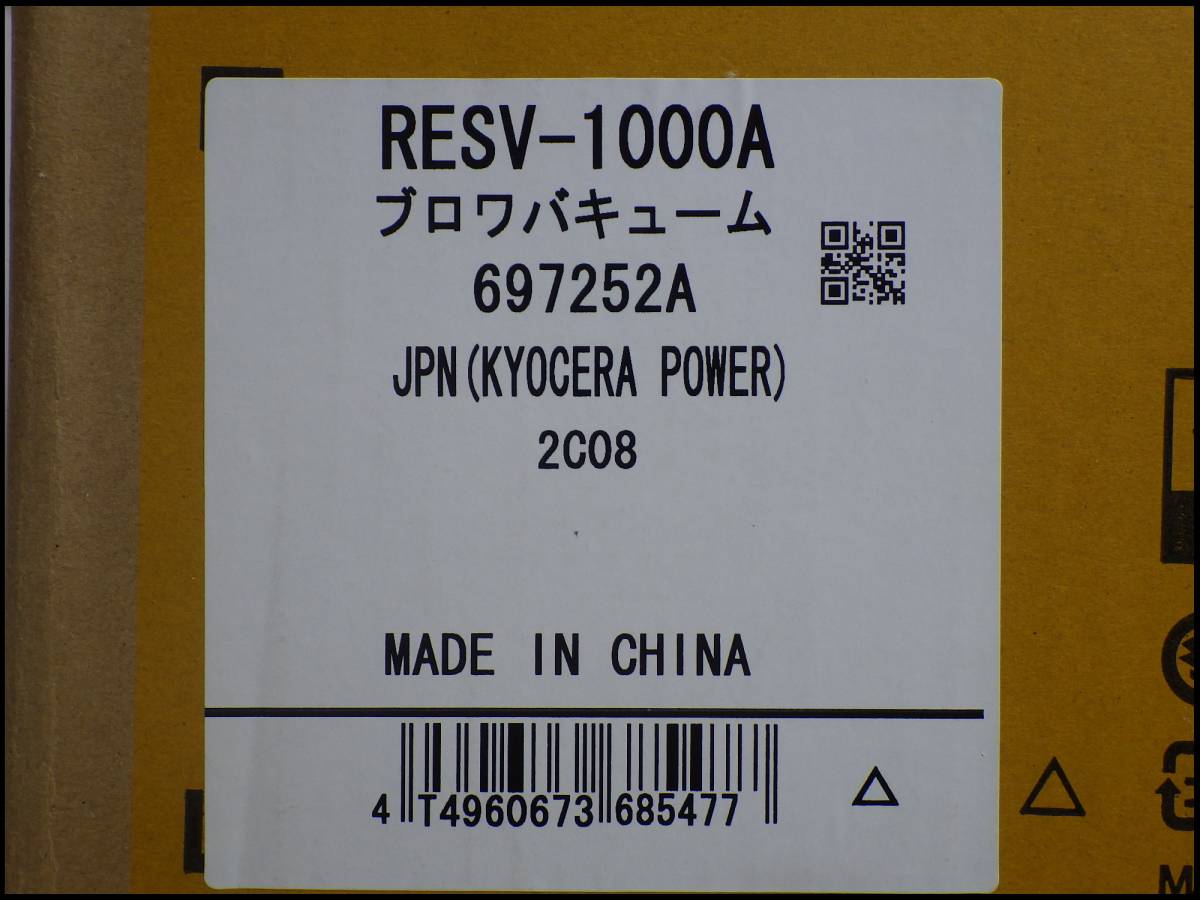 RESV-1000A
ブロワバキューム
697252A
JPN(KYOCERA POWER)
2C08
MADE IN CHINA
4 T4960673 685477
M